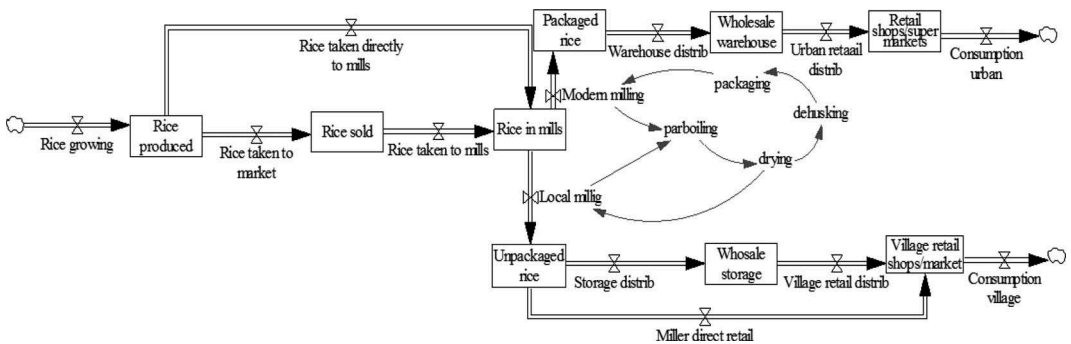 Packaged
rice
Wholesale
warehouse
Retail
shops/super
markets
Rice taken directly
to mills
Warehouse distrib
Urban retaail
distrib
Consumption
urban
Modern milling
packaging
dehusking
Rice growing
Rice
produced
Rice taken to
market
Rice sold
Rice taken to mills
Rice in mills
parboiling
drying
Local millig
Unpackaged
rice
Storage distrib
Whosale
storage
Village retail distrib
Village retail
shops/market
Consumption
village
Miller direct retail